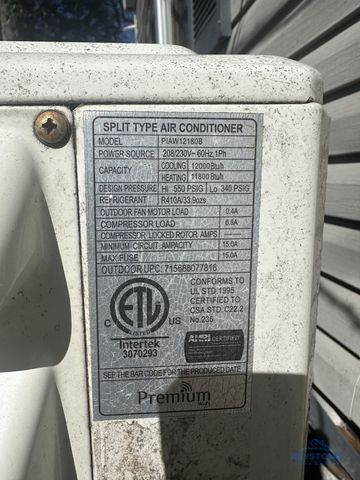 SPLIT TYPE AIR CONDITIONER
MODEL PIAW12180B
POWER SOURCE 208/230V~ 60Hz, 1Ph
CAPACITY COOLING 12000Btu/h
HEATING 11800Btu/h
DESIGN PRESSURE Hi 550 PSIG Lo 340 PSIG
REFRIGERANT R410A/33.9ozs
OUTDOOR FAN MOTOR LOAD 0.4A
COMPRESSOR LOAD 6.8A
COMPRESSOR LOCKED ROTOR AMPS -----
MINIMUM CIRCUIT AMPACITY 15.0A
MAX FUSE 15.0A
OUTDOOR UPC: 715568077816
CONFORMS TO
UL STD.1995
CERTIFIED TO
CSA STD. C22.2
No.236
C ETL US
LISTED
Intertek
3070293
AHRI CERTIFIED
SEE THE BAR CODE FOR THE PRODUCED DATE
Premium
KEYSTONE